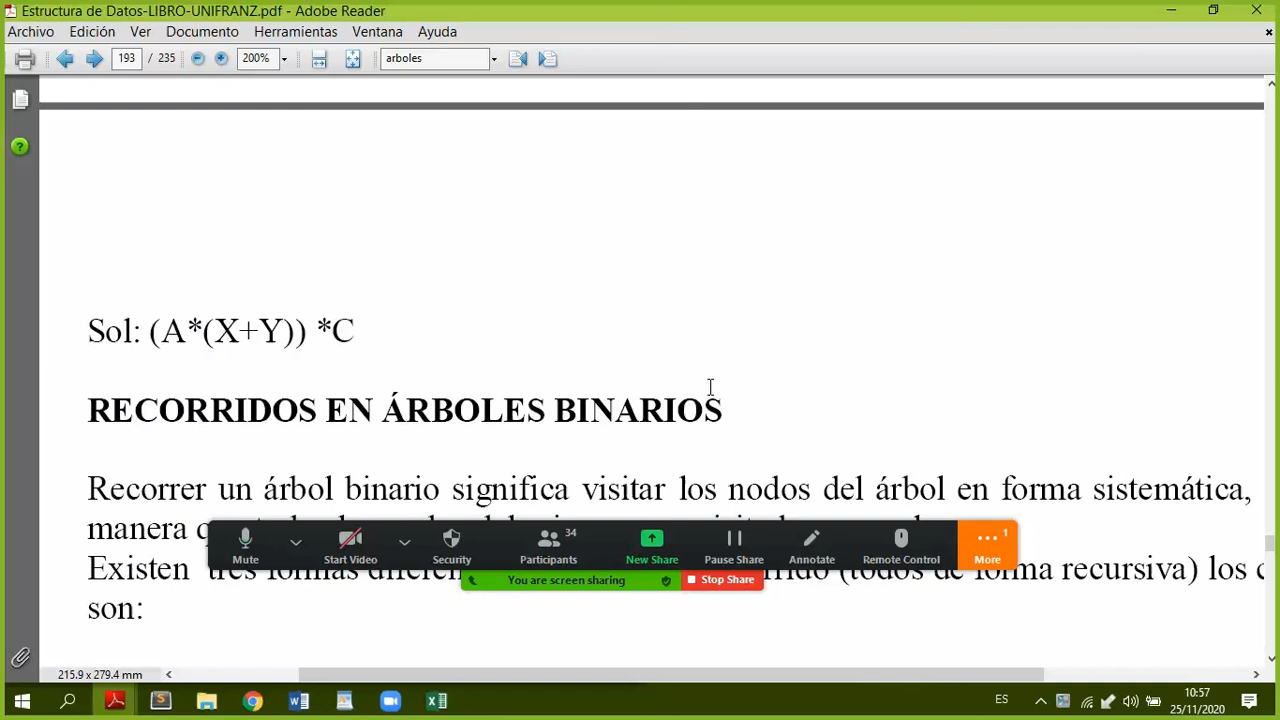 Estructura de Datos-LIBRO-UNIFRANZ.pdf - Adobe Reader
Archivo Edición Ver Documento Herramientas Ventana Ayuda
193 / 235 200% arboles
Sol: (A*(X+Y)) *C
RECORRIDOS EN ÁRBOLES BINARIOS
Recorrer un árbol binario significa visitar los nodos del árbol en forma sistemática,
manera
Existen tres formas (todos de forma recursiva) los
son:
34 1
Mute Start Video Security Participants New Share Pause Share Annotate Remote Control More
You are screen sharing Stop Share
215.9 x 279.4 mm
ES 10:57
25/11/2020